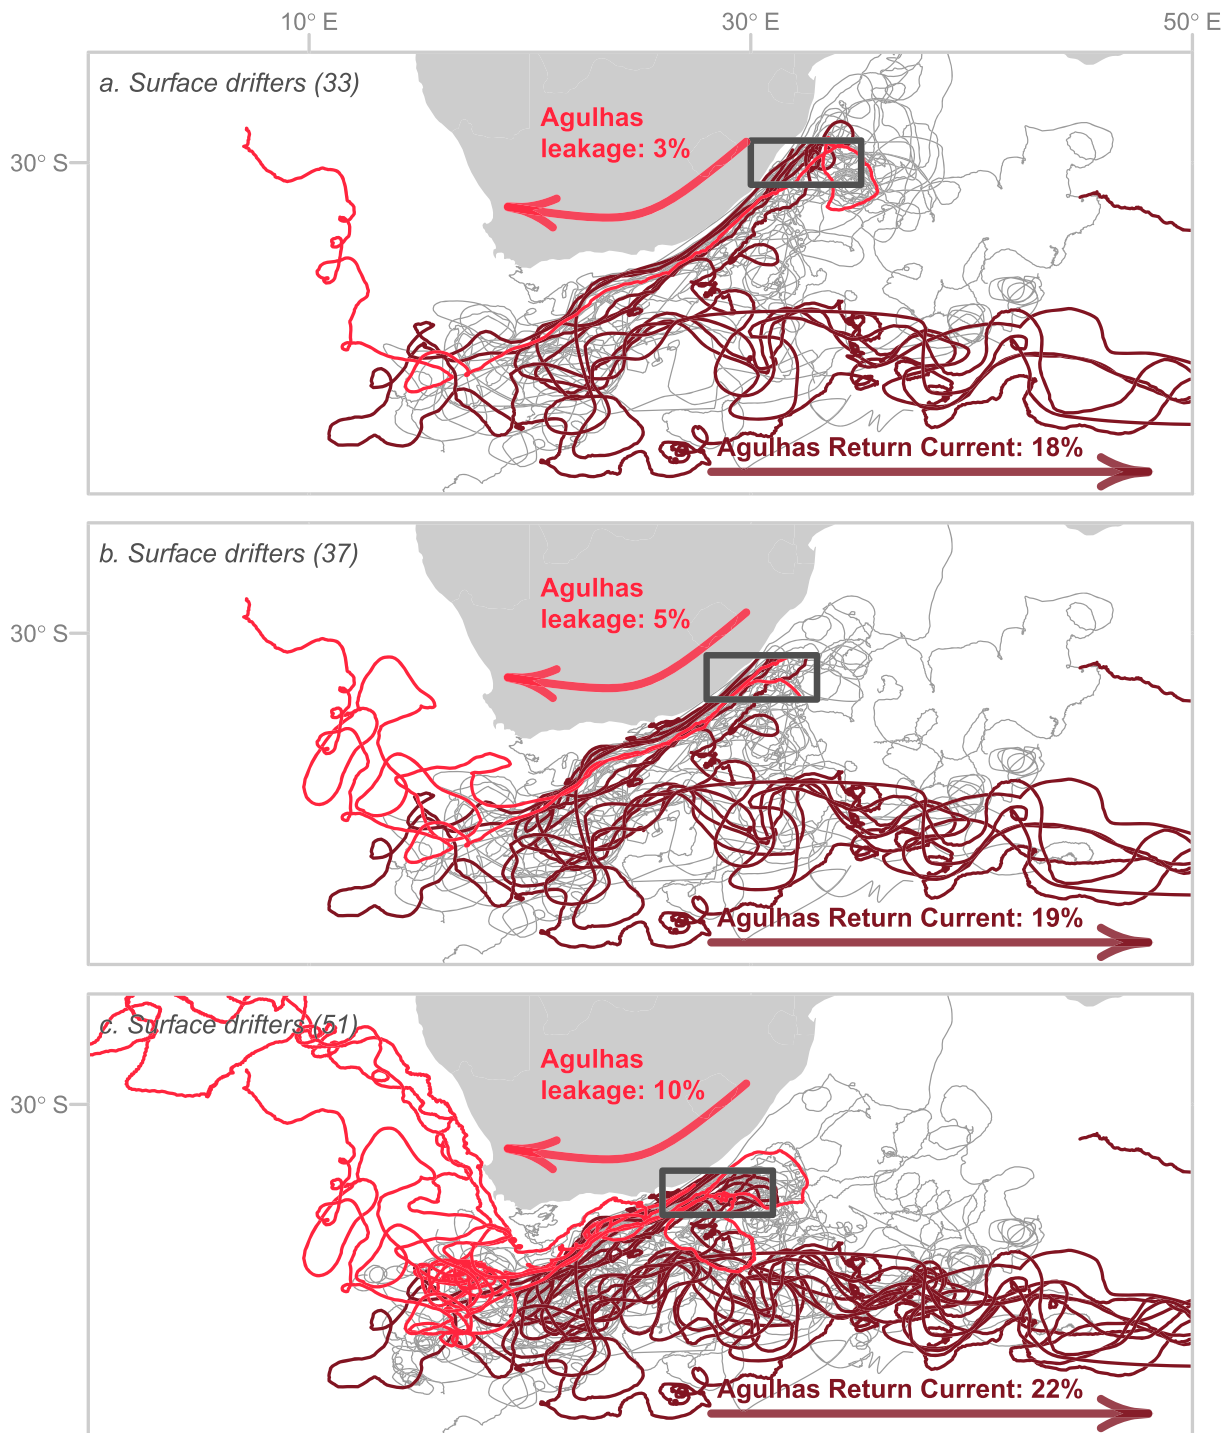 10° E
30° E
50° E
a. Surface drifters (33)
Agulhas
leakage: 3%
30° S
Agulhas Return Current: 18%
b. Surface drifters (37)
Agulhas
leakage: 5%
30° S
Agulhas Return Current: 19%
c. Surface drifters (51)
Agulhas
leakage: 10%
30° S
Agulhas Return Current: 22%